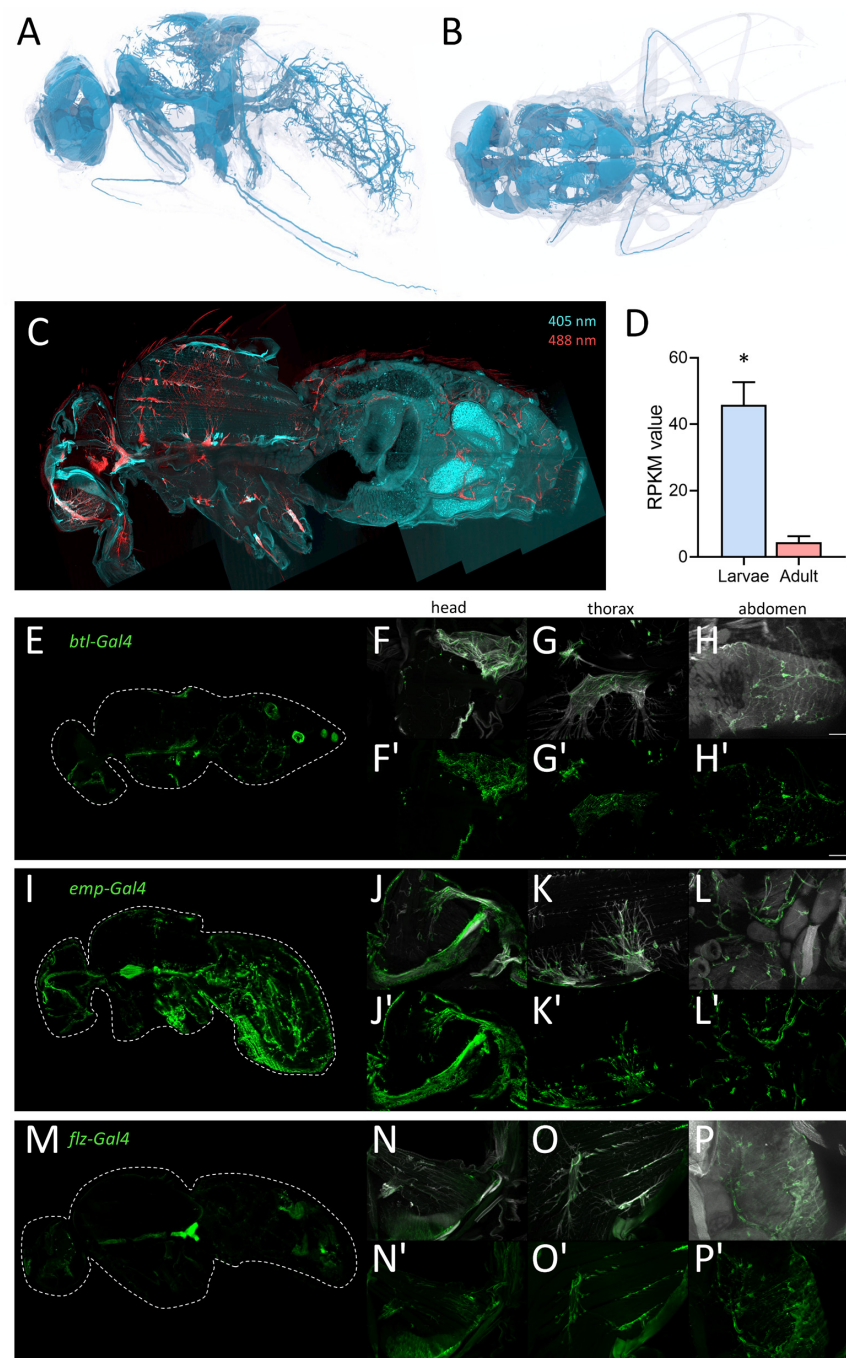 A
B
C
405 nm
488 nm
D
60
*
40
20
0
RPKM value
Larvae
Adult
head
thorax
abdomen
E
btl-Gal4
F
G
H
F'
G'
H'
I
emp-Gal4
J
K
L
J'
K'
L'
M
flz-Gal4
N
O
P
N'
O'
P'